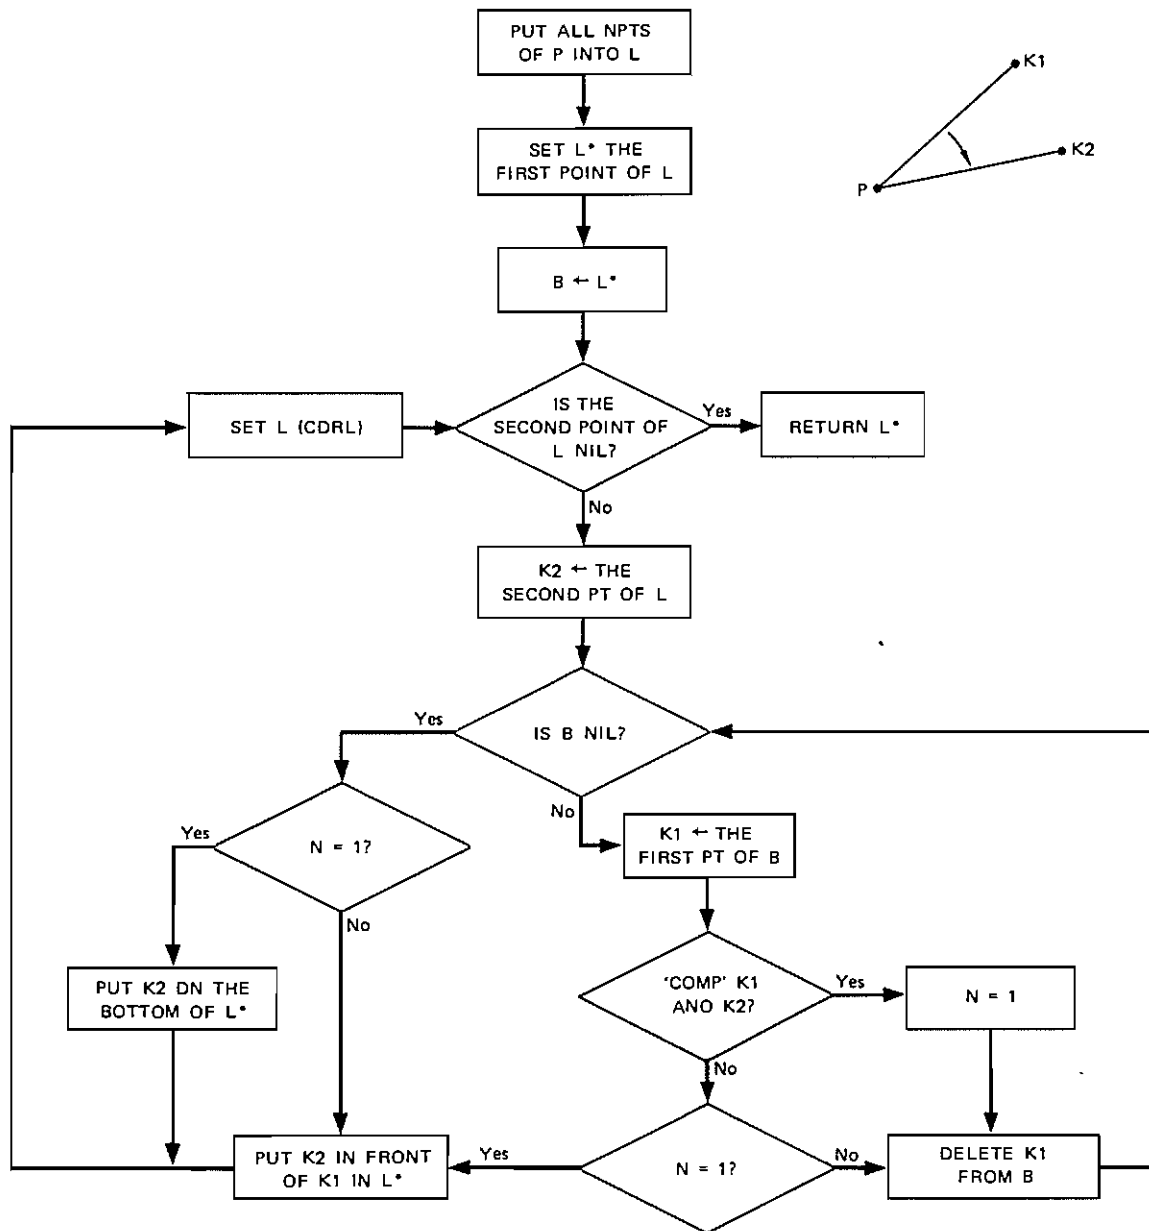 PUT ALL NPTS
OF P INTO L
K1
K2
P
SET L* THE
FIRST POINT OF L
B ← L*
SET L (CDRL)
IS THE
SECOND POINT OF
L NIL?
Yes
RETURN L*
No
K2 ← THE
SECOND PT OF L
Yes
IS B NIL?
No
Yes
N = 1?
No
K1 ← THE
FIRST PT OF B
PUT K2 DN THE
BOTTOM OF L*
'COMP' K1
ANO K2?
Yes
N = 1
No
PUT K2 IN FRONT
OF K1 IN L*
Yes
N = 1?
No
DELETE K1
FROM B